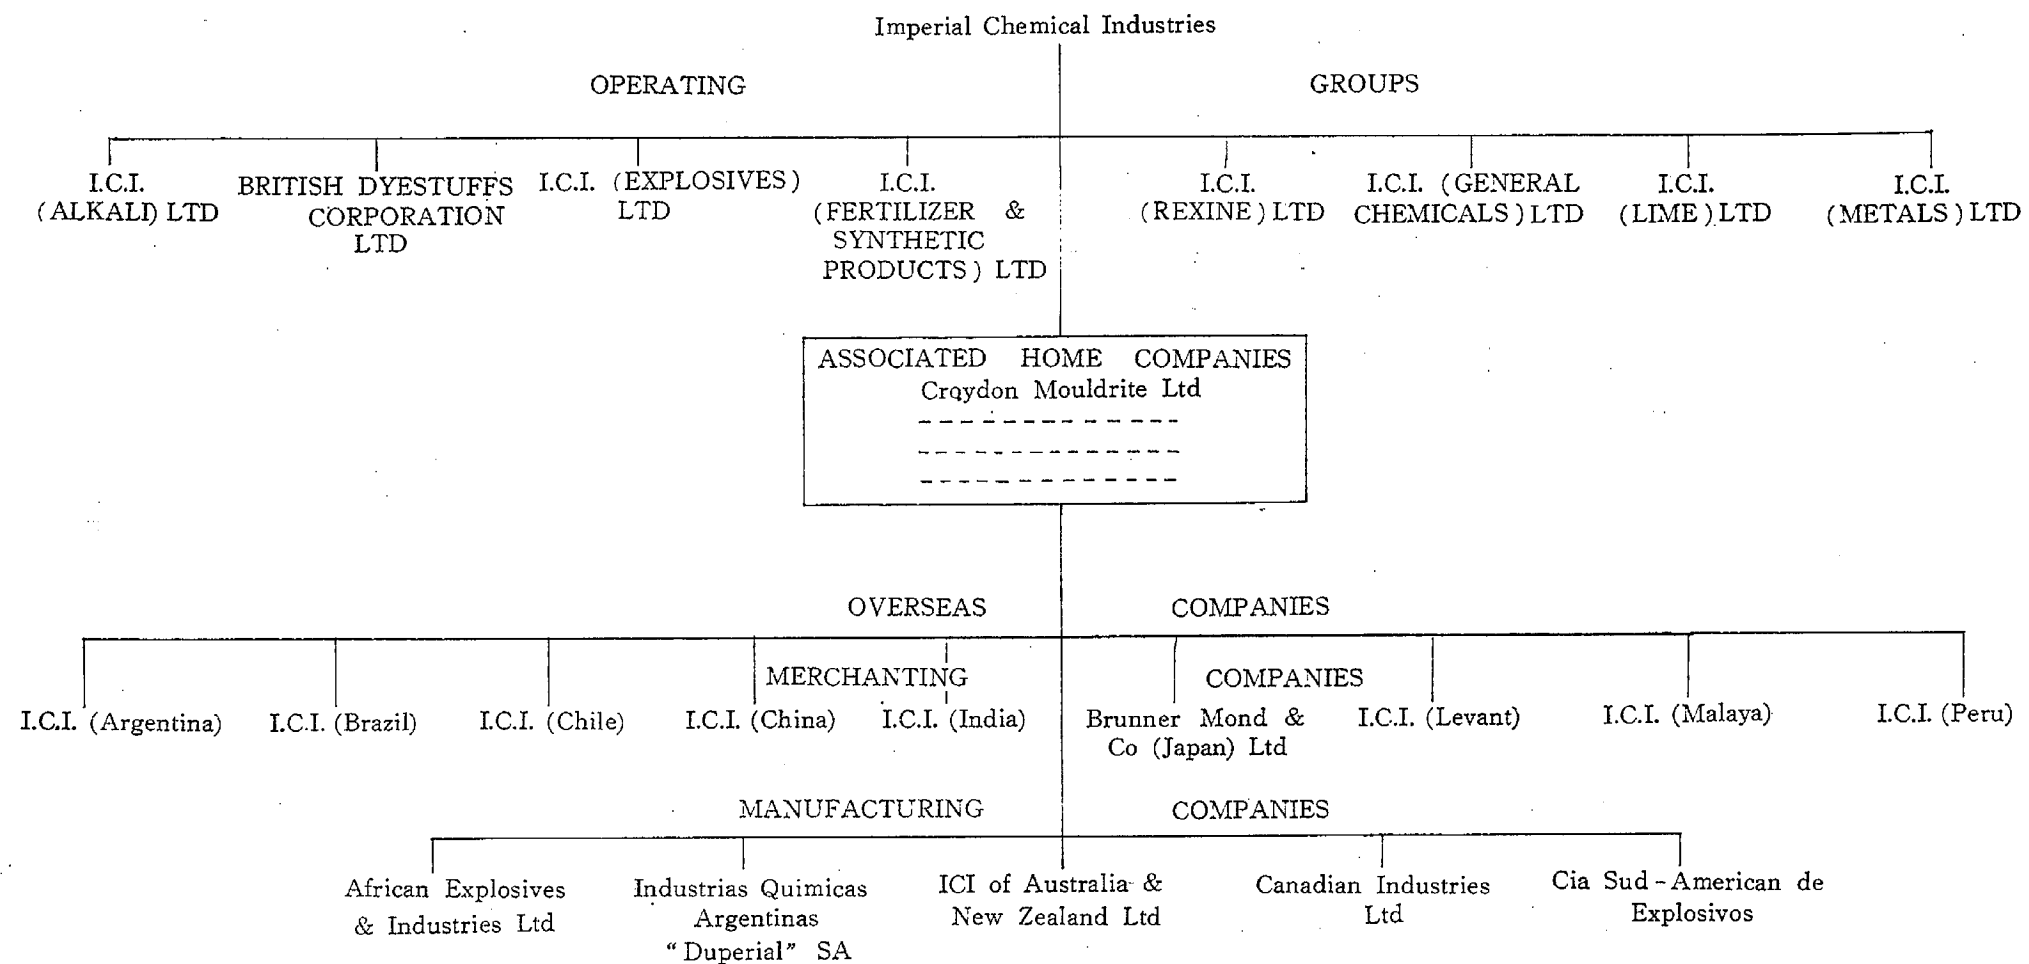 Imperial Chemical Industries
OPERATING GROUPS
I.C.I.
(ALKALI) LTD
BRITISH DYESTUFFS
CORPORATION
LTD
I.C.I. (EXPLOSIVES)
LTD
I.C.I.
(FERTILIZER &
SYNTHETIC
PRODUCTS) LTD
I.C.I.
(REXINE) LTD
I.C.I. (GENERAL
CHEMICALS) LTD
I.C.I.
(LIME) LTD
I.C.I.
(METALS) LTD
ASSOCIATED HOME COMPANIES
Croydon Mouldrite Ltd
OVERSEAS COMPANIES
MERCHANTING COMPANIES
I.C.I. (Argentina)
I.C.I. (Brazil)
I.C.I. (Chile)
I.C.I. (China)
I.C.I. (India)
Brunner Mond &
Co (Japan) Ltd
I.C.I. (Levant)
I.C.I. (Malaya)
I.C.I. (Peru)
MANUFACTURING COMPANIES
African Explosives
& Industries Ltd
Industrias Quimicas
Argentinas
"Duperial" SA
ICI of Australia &
New Zealand Ltd
Canadian Industries
Ltd
Cia Sud-American de
Explosivos